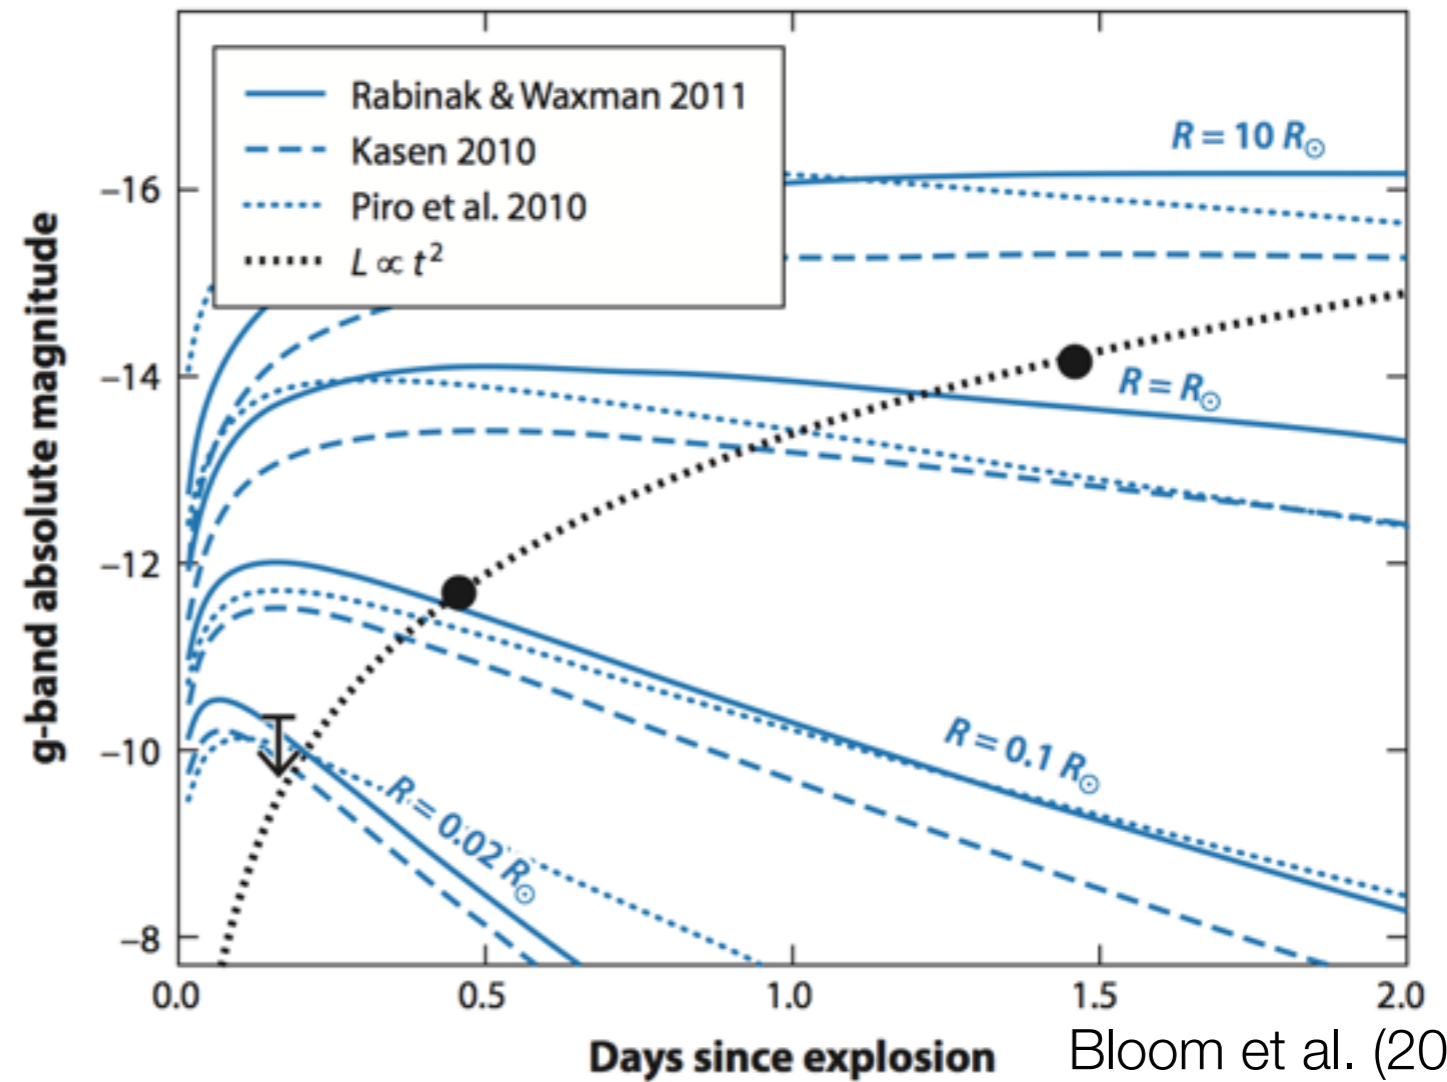 Rabinak & Waxman 2011
Kasen 2010
Piro et al. 2010
L ∝ t²
R = 10 R☉
R = R☉
R = 0.1 R☉
R = 0.02 R☉
g-band absolute magnitude
–16
–14
–12
–10
–8
0.0 0.5 1.0 1.5 2.0
Days since explosion
Bloom et al. (20